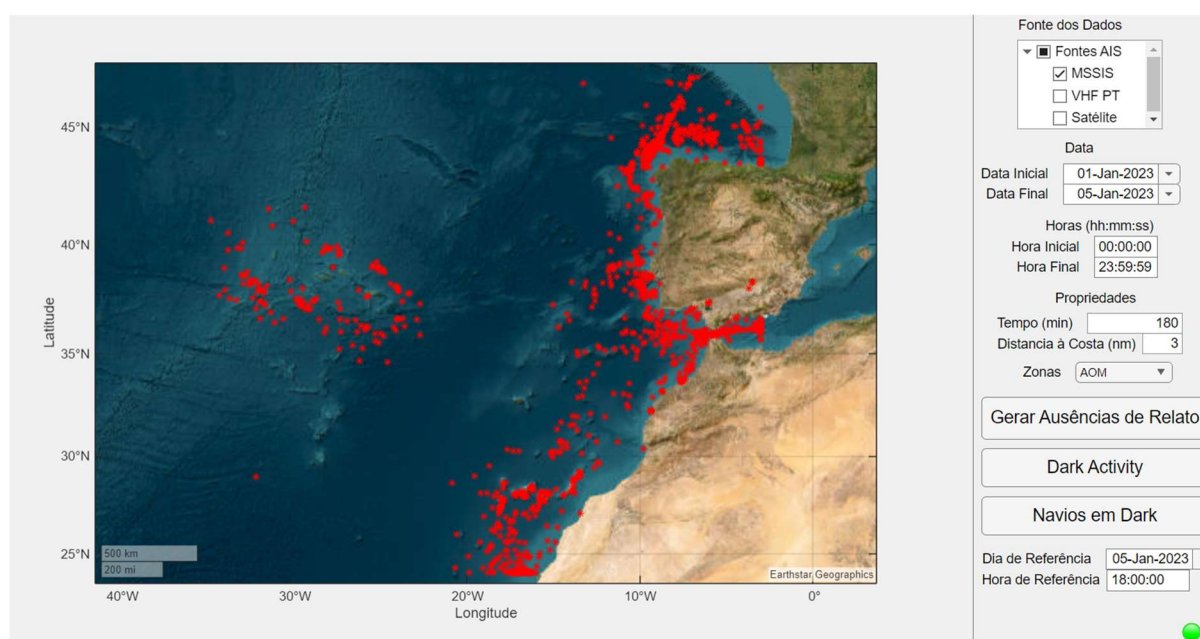 45°N
40°N
35°N
30°N
25°N
Latitude
500 km
200 mi
Earthstar Geographics
40°W
30°W
20°W
10°W
0°
Longitude
Fonte dos Dados
Fontes AIS
MSSIS
VHF PT
Satélite
Data
Data Inicial 01-Jan-2023
Data Final 05-Jan-2023
Horas (hh:mm:ss)
Hora Inicial 00:00:00
Hora Final 23:59:59
Propriedades
Tempo (min) 180
Distancia à Costa (nm) 3
Zonas AOM
Gerar Ausências de Relato
Dark Activity
Navios em Dark
Dia de Referência 05-Jan-2023
Hora de Referência 18:00:00